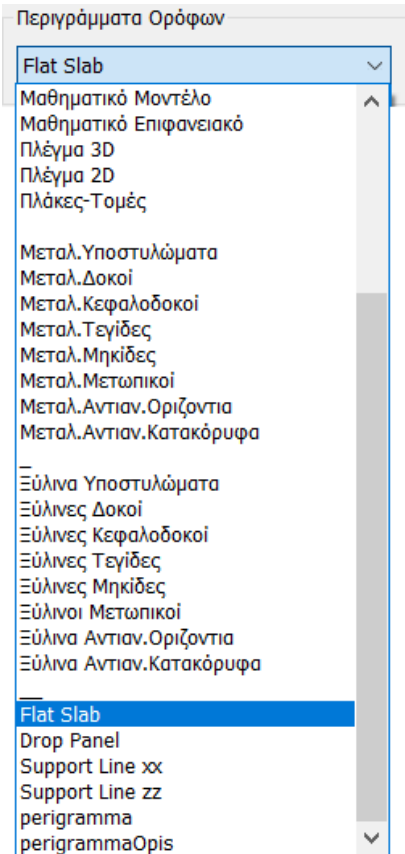 Περιγράμματα Ορόφων
Flat Slab
Μαθηματικό Μοντέλο
Μαθηματικό Επιφανειακό
Πλέγμα 3D
Πλέγμα 2D
Πλάκες-Τομές
Μεταλ.Υποστυλώματα
Μεταλ.Δοκοί
Μεταλ.Κεφαλοδοκοί
Μεταλ.Τεγίδες
Μεταλ.Μηκίδες
Μεταλ.Μετωπικοί
Μεταλ.Αντιαν.Οριζοντια
Μεταλ.Αντιαν.Κατακόρυφα
_
Ξύλινα Υποστυλώματα
Ξύλινες Δοκοί
Ξύλινες Κεφαλοδοκοί
Ξύλινες Τεγίδες
Ξύλινες Μηκίδες
Ξύλινοι Μετωπικοί
Ξύλινα Αντιαν.Οριζοντια
Ξύλινα Αντιαν.Κατακόρυφα
__
Flat Slab
Drop Panel
Support Line xx
Support Line zz
perigramma
perigrammaOpis